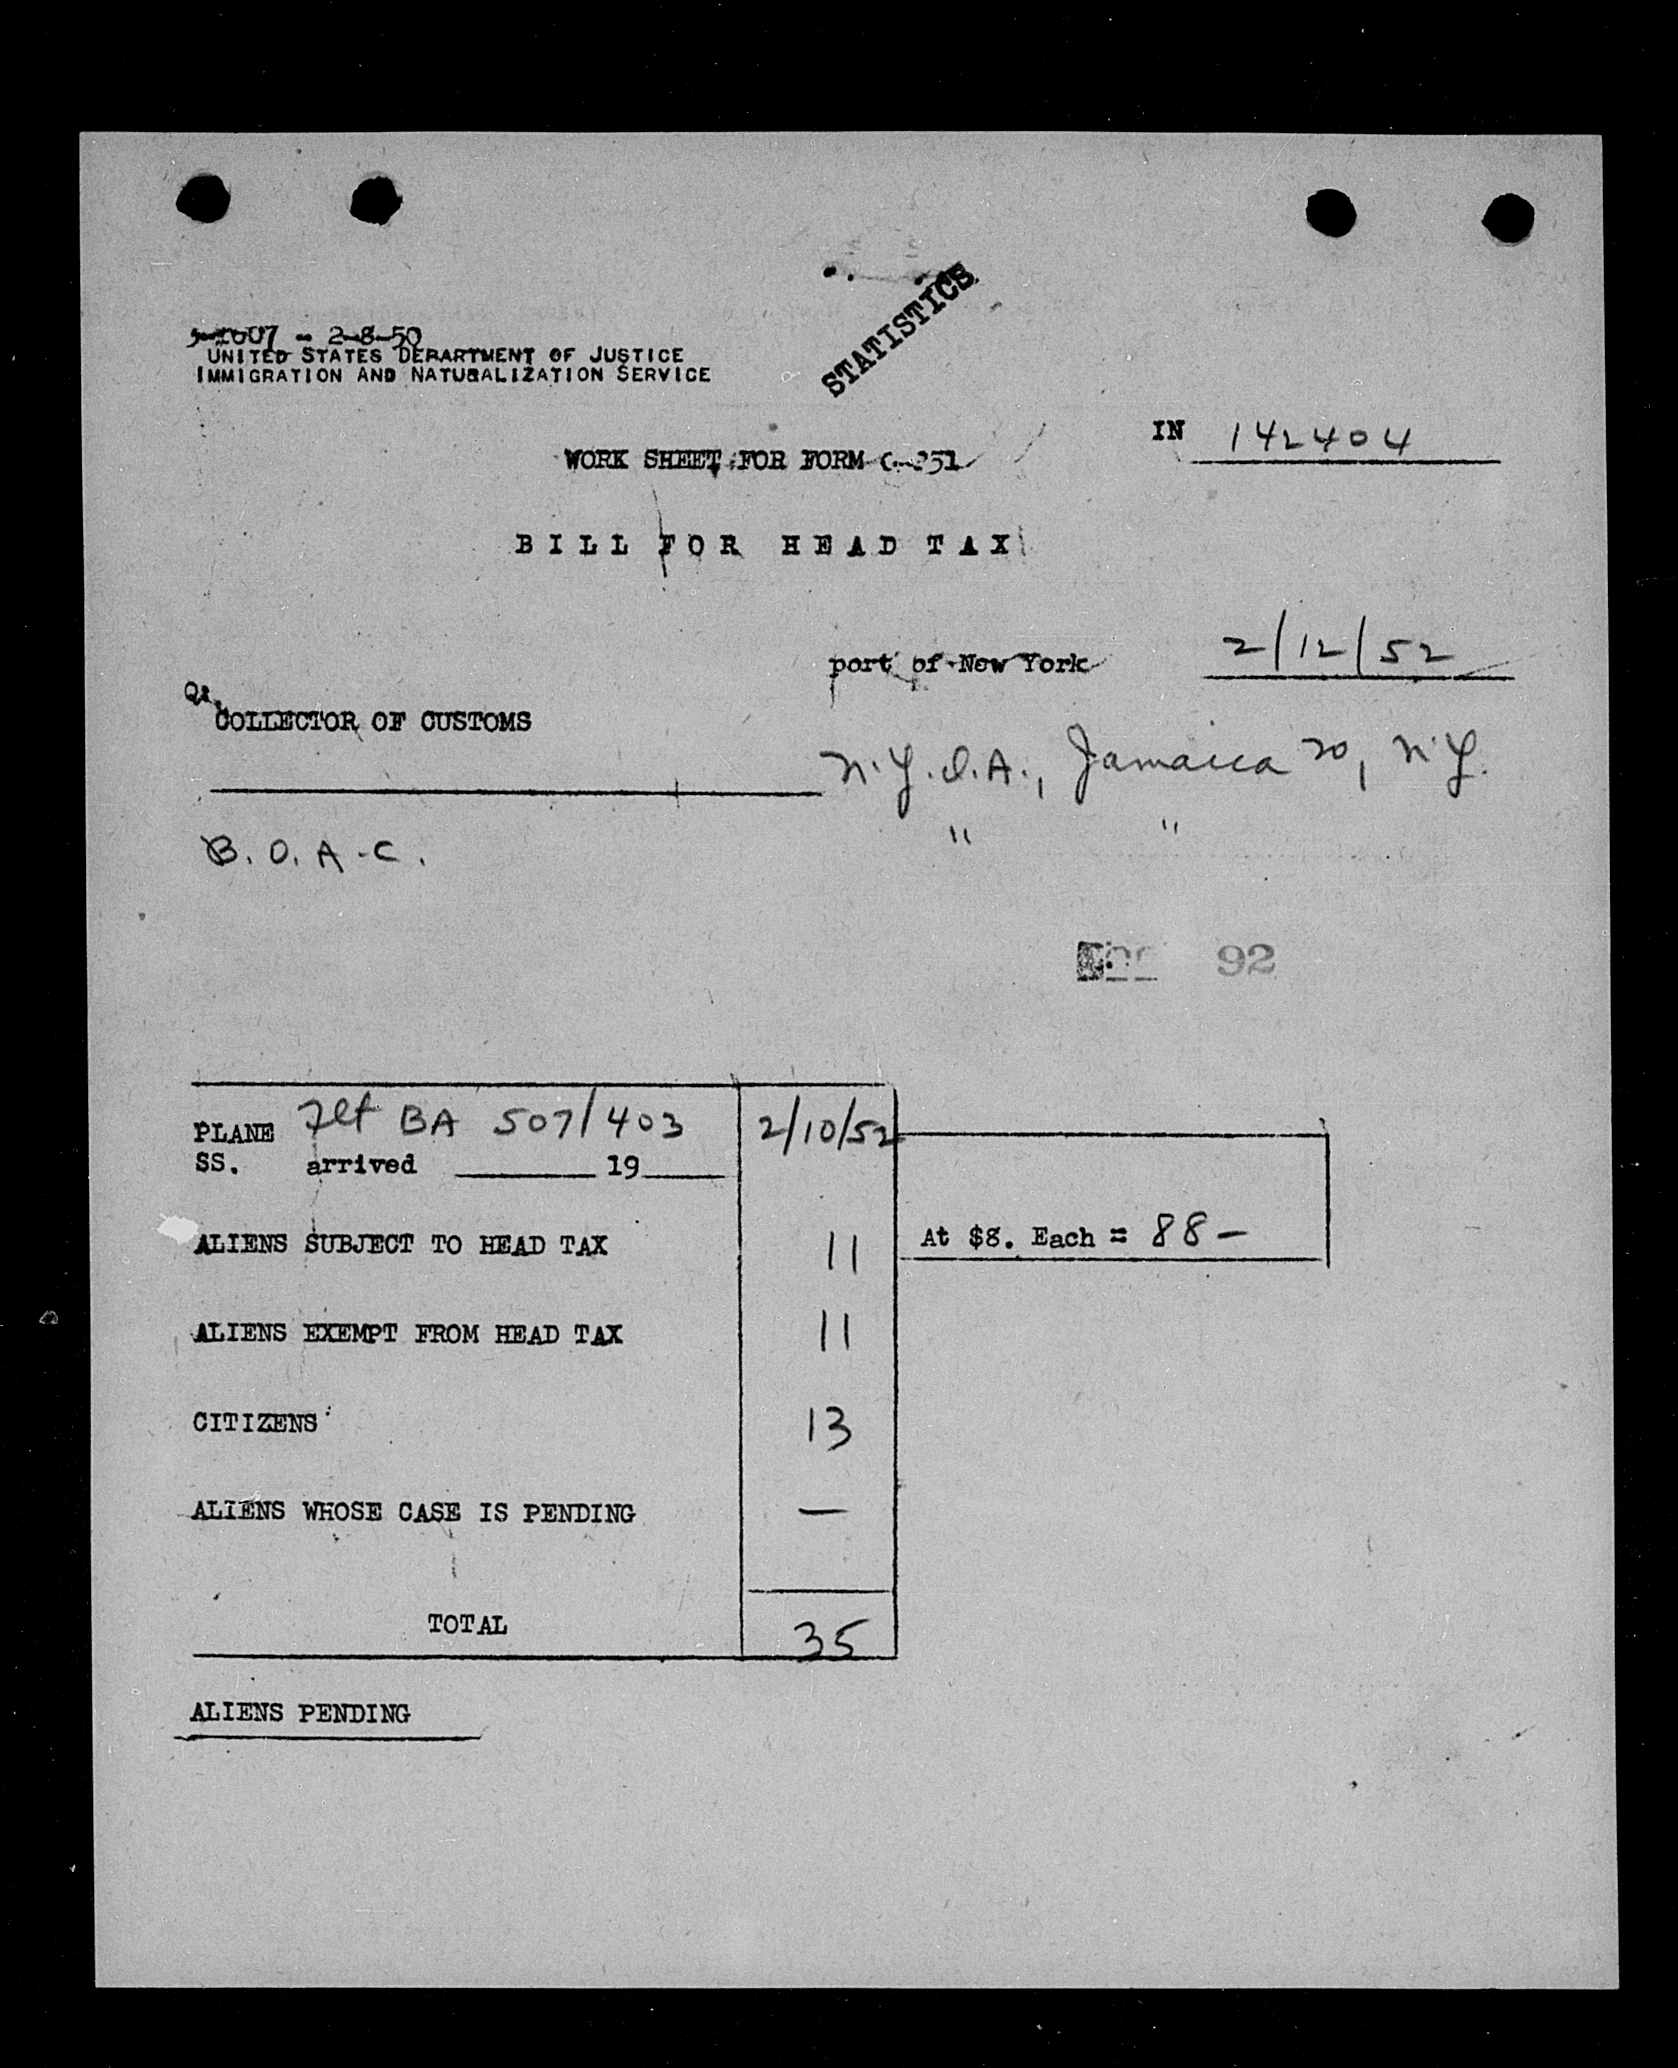 STATISTICS
-1607 - 2-8-50
UNITED STATES DEPARTMENT OF JUSTICE
IMMIGRATION AND NATURALIZATION SERVICE
IN 142404
WORK SHEET FOR FORM 
BILL FOR HEAD TAX
port of New York 2/12/52
COLLECTOR OF CUSTOMS
N.Y.I.A., Jamaica 30, N.Y.
B.O.A.C. " "
92
PLANE Flt BA 507/403 2/10/52
SS. arrived 19
ALIENS SUBJECT TO HEAD TAX 11 At $8. Each = 88 -
ALIENS EXEMPT FROM HEAD TAX 11
CITIZENS 13
ALIENS WHOSE CASE IS PENDING —
TOTAL 35
ALIENS PENDING